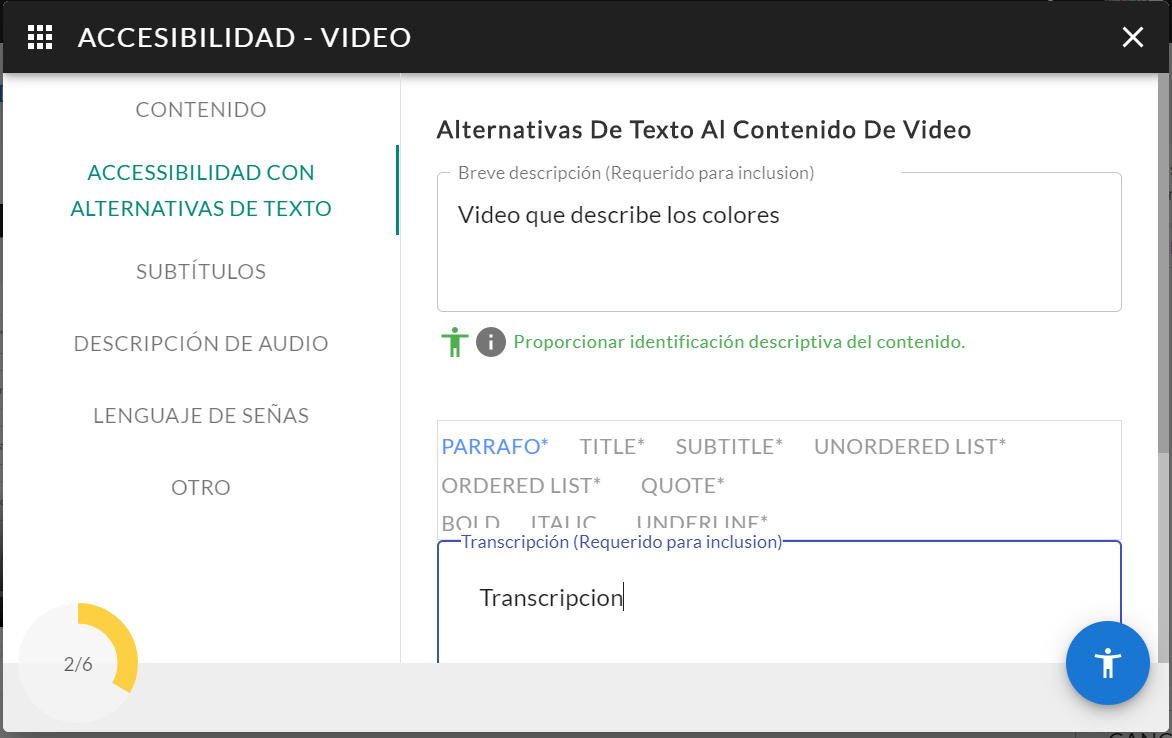 ACCESIBILIDAD - VIDEO
CONTENIDO
ACCESSIBILIDAD CON
ALTERNATIVAS DE TEXTO
SUBTÍTULOS
DESCRIPCIÓN DE AUDIO
LENGUAJE DE SEÑAS
OTRO
2/6
Alternativas De Texto Al Contenido De Video
Breve descripción (Requerido para inclusion)
Video que describe los colores
Proporcionar identificación descriptiva del contenido.
PARRAFO* TITLE* SUBTITLE* UNORDERED LIST*
ORDERED LIST* QUOTE*
BOLD ITALIC UNDERLINE*
Transcripción (Requerido para inclusion)
Transcripcion